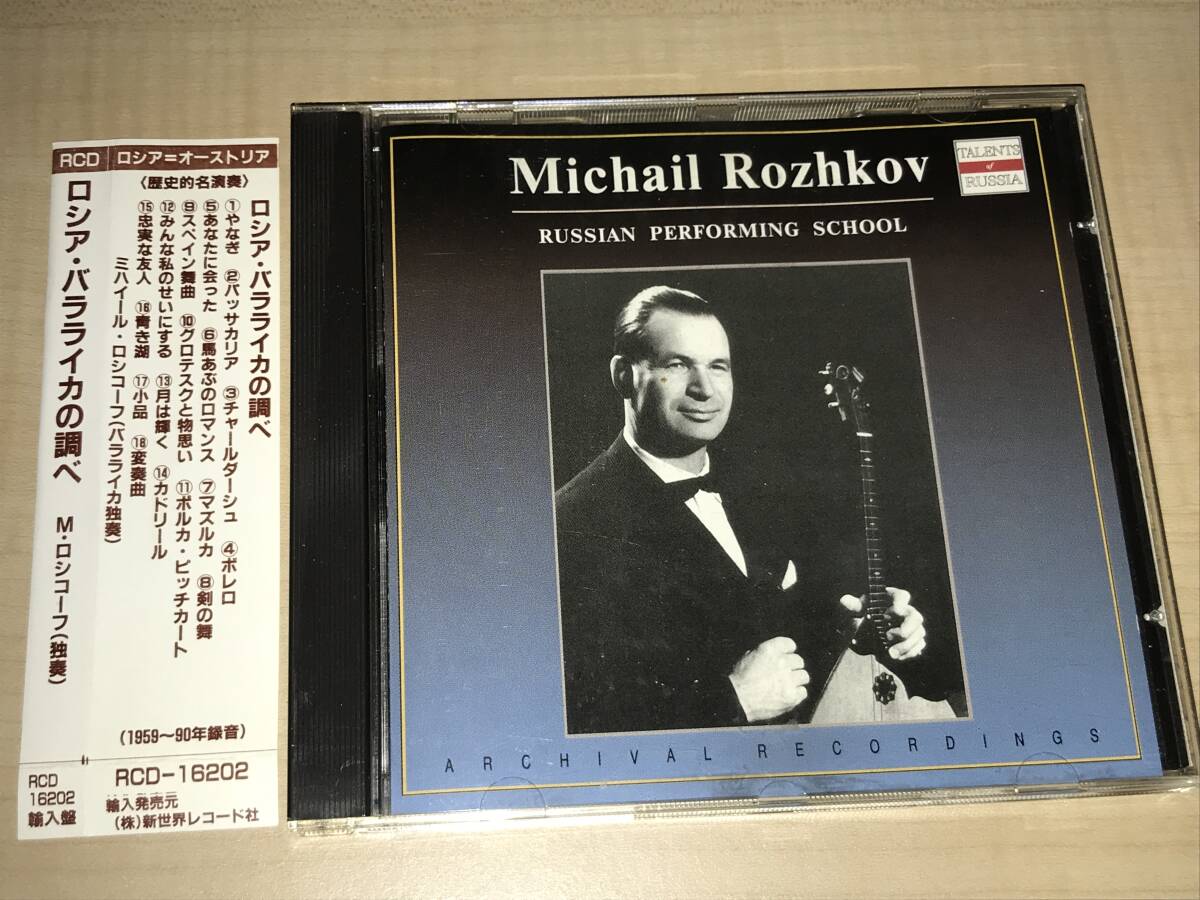 RCD
ロシア・バラライカの調べ M・ロシコーフ(独奏)
RCD
16202
輸入盤
ロシア=オーストリア
〈歴史的名演奏〉
ロシア・バラライカの調べ
①やなぎ ②パッサカリア ③チャールダーシュ ④ボレロ
⑤あなたに会った ⑥馬あぶのロマンス ⑦マズルカ ⑧剣の舞
⑨スペイン舞曲 ⑩グロテスクと物思い ⑪ポルカ・ピッチカート
⑫みんな私のせいにする ⑬月は輝く ⑭カドリール
⑮忠実な友人 ⑯青き湖 ⑰小品 ⑱変奏曲
ミハイール・ロシコーフ(バラライカ独奏)
(1959〜90年録音)
RCD-16202
輸入発売元
(株)新世界レコード社
Michail Rozhkov
RUSSIAN PERFORMING SCHOOL
TALENTS
of
RUSSIA
ARCHIVAL RECORDINGS